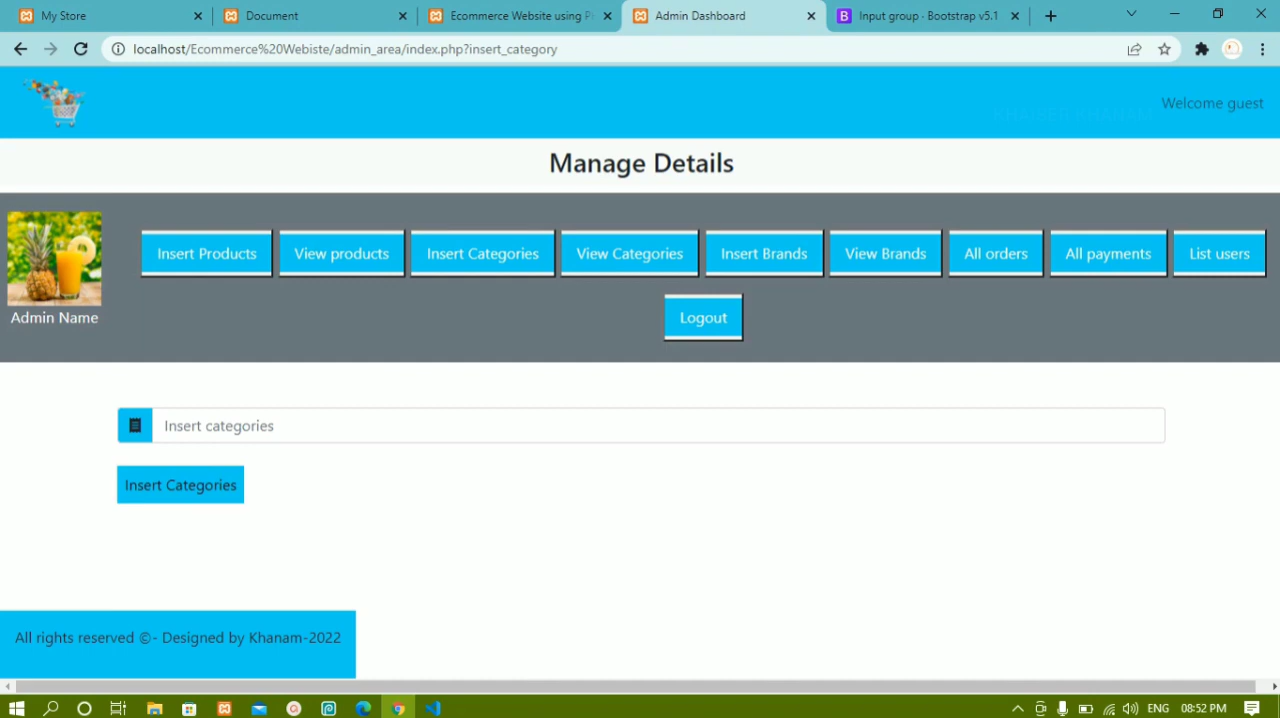 My Store
Document
Ecommerce Website using P
Admin Dashboard
Input group · Bootstrap v5.1
localhost/Ecommerce%20Webiste/admin_area/index.php?insert_category
KHAIBER KHANAM
Welcome guest
Manage Details
Insert Products
View products
Insert Categories
View Categories
Insert Brands
View Brands
All orders
All payments
List users
Admin Name
Logout
Insert categories
Insert Categories
All rights reserved ©- Designed by Khanam-2022
ENG
08:52 PM